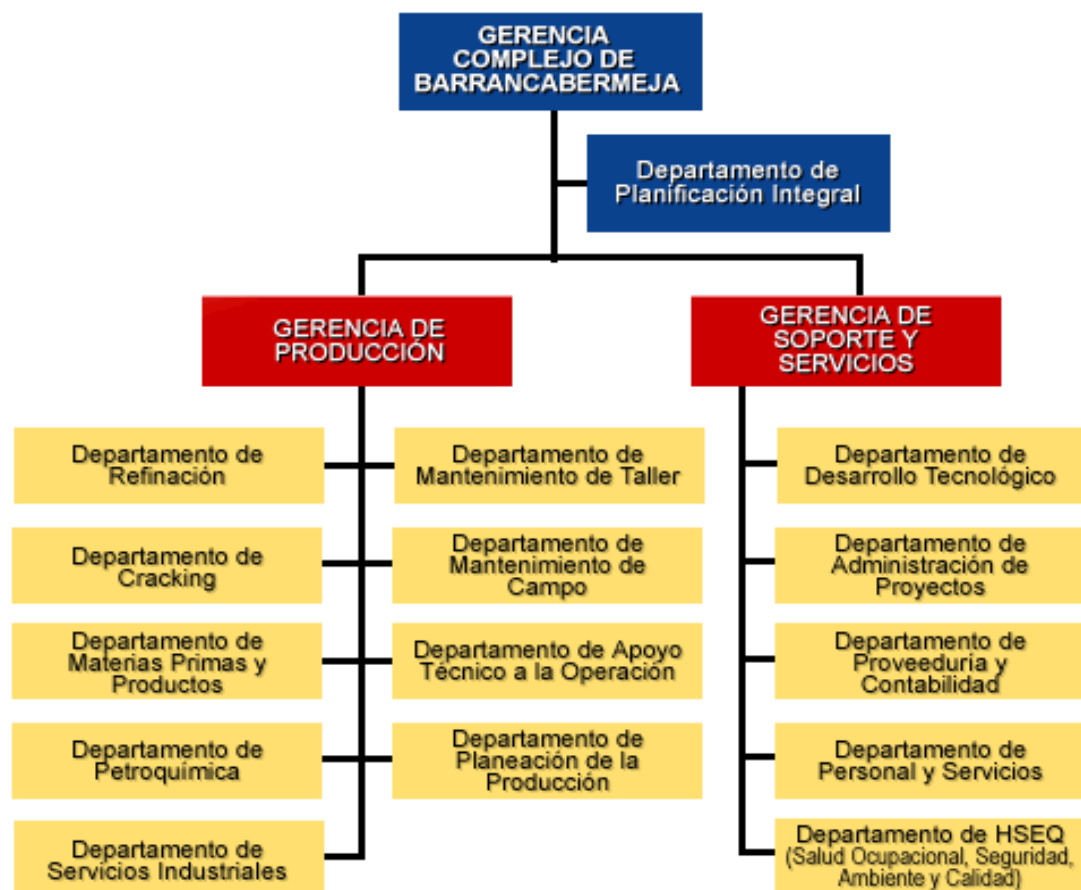 GERENCIA
COMPLEJO DE
BARRANCABERMEJA
Departamento de
Planificación Integral
GERENCIA DE
PRODUCCIÓN
GERENCIA DE
SOPORTE Y
SERVICIOS
Departamento de
Refinación
Departamento de
Mantenimiento de Taller
Departamento de
Desarrollo Tecnológico
Departamento de
Cracking
Departamento de
Mantenimiento de
Campo
Departamento de
Administración de
Proyectos
Departamento de
Materias Primas y
Productos
Departamento de Apoyo
Técnico a la Operación
Departamento de
Proveeduría y
Contabilidad
Departamento de
Petroquímica
Departamento de
Planeación de la
Producción
Departamento de
Personal y Servicios
Departamento de
Servicios Industriales
Departamento de HSEQ
(Salud Ocupacional, Seguridad,
Ambiente y Calidad)